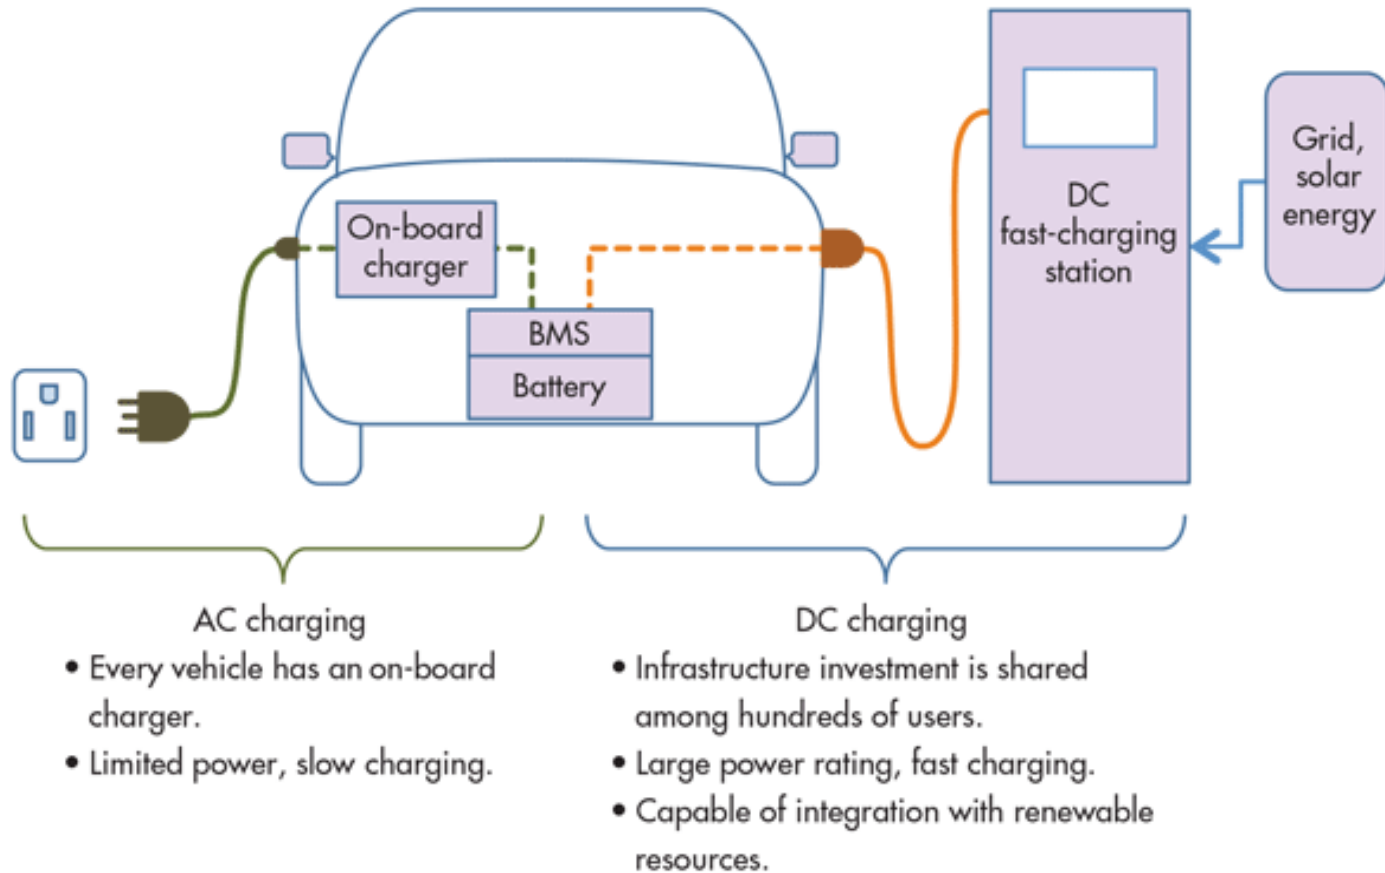 On-board
charger
BMS
Battery
DC
fast-charging
station
Grid,
solar
energy
AC charging
• Every vehicle has an on-board
charger.
• Limited power, slow charging.
DC charging
• Infrastructure investment is shared
among hundreds of users.
• Large power rating, fast charging.
• Capable of integration with renewable
resources.